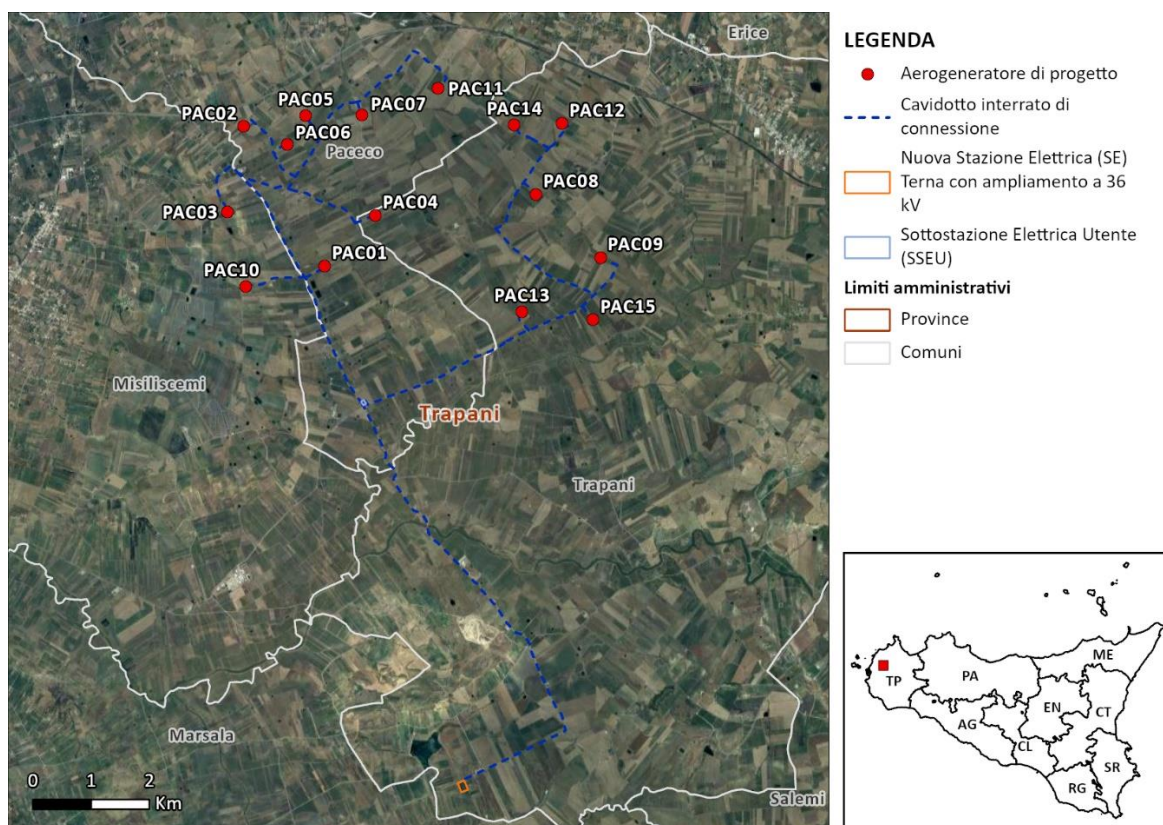 Erice
PAC11
PAC05
PAC07
PAC14
PAC12
PAC02
PAC06
Paceco
PAC08
PAC03
PAC04
PAC09
PAC01
PAC10
PAC13
PAC15
Misiliscemi
Trapani
Trapani
Marsala
Salemi
0 1 2
Km
LEGENDA
Aerogeneratore di progetto
Cavidotto interrato di
connessione
Nuova Stazione Elettrica (SE)
Terna con ampliamento a 36
kV
Sottostazione Elettrica Utente
(SSEU)
Limiti amministrativi
Province
Comuni
ME
TP
PA
EN
CT
AG
CL
SR
RG